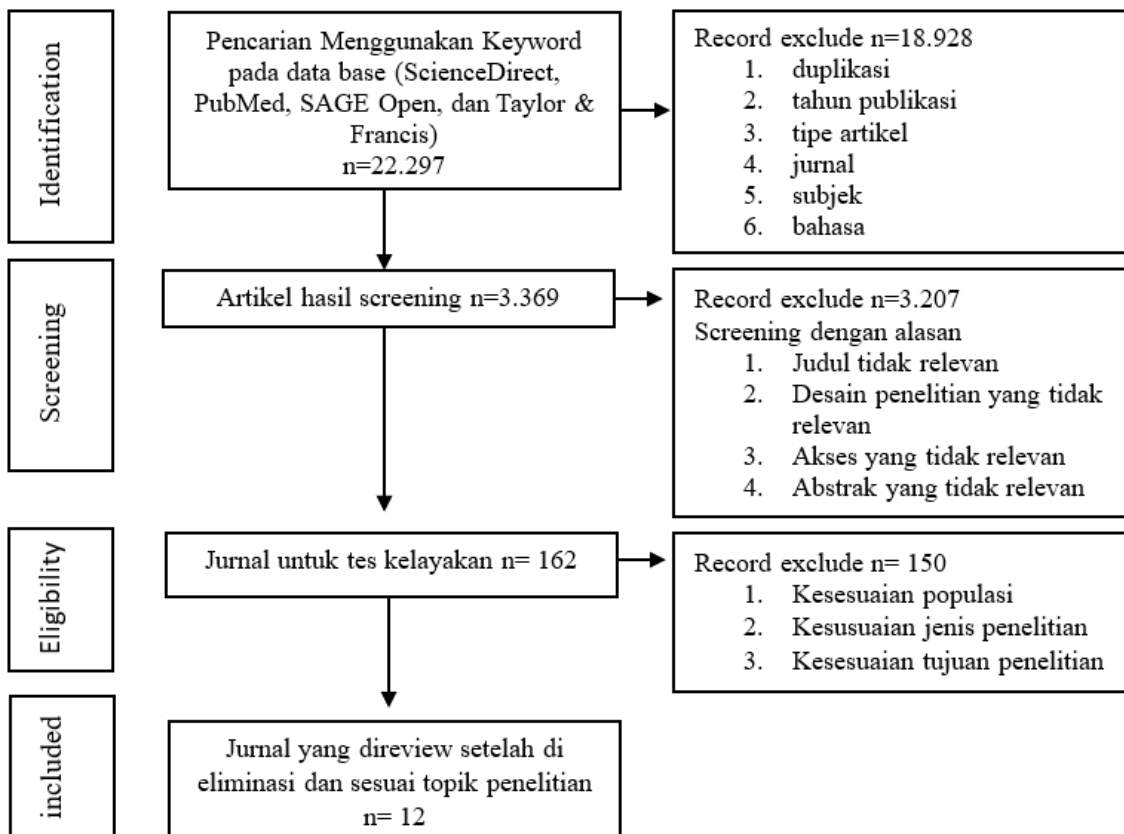 Identification
Pencarian Menggunakan Keyword
pada data base (ScienceDirect,
PubMed, SAGE Open, dan Taylor &
Francis)
n=22.297
Record exclude n=18.928
1. duplikasi
2. tahun publikasi
3. tipe artikel
4. jurnal
5. subjek
6. bahasa
Screening
Artikel hasil screening n=3.369
Record exclude n=3.207
Screening dengan alasan
1. Judul tidak relevan
2. Desain penelitian yang tidak
relevan
3. Akses yang tidak relevan
4. Abstrak yang tidak relevan
Eligibility
Jurnal untuk tes kelayakan n= 162
Record exclude n= 150
1. Kesesuaian populasi
2. Kesusuaian jenis penelitian
3. Kesesuaian tujuan penelitian
included
Jurnal yang direview setelah di
eliminasi dan sesuai topik penelitian
n= 12